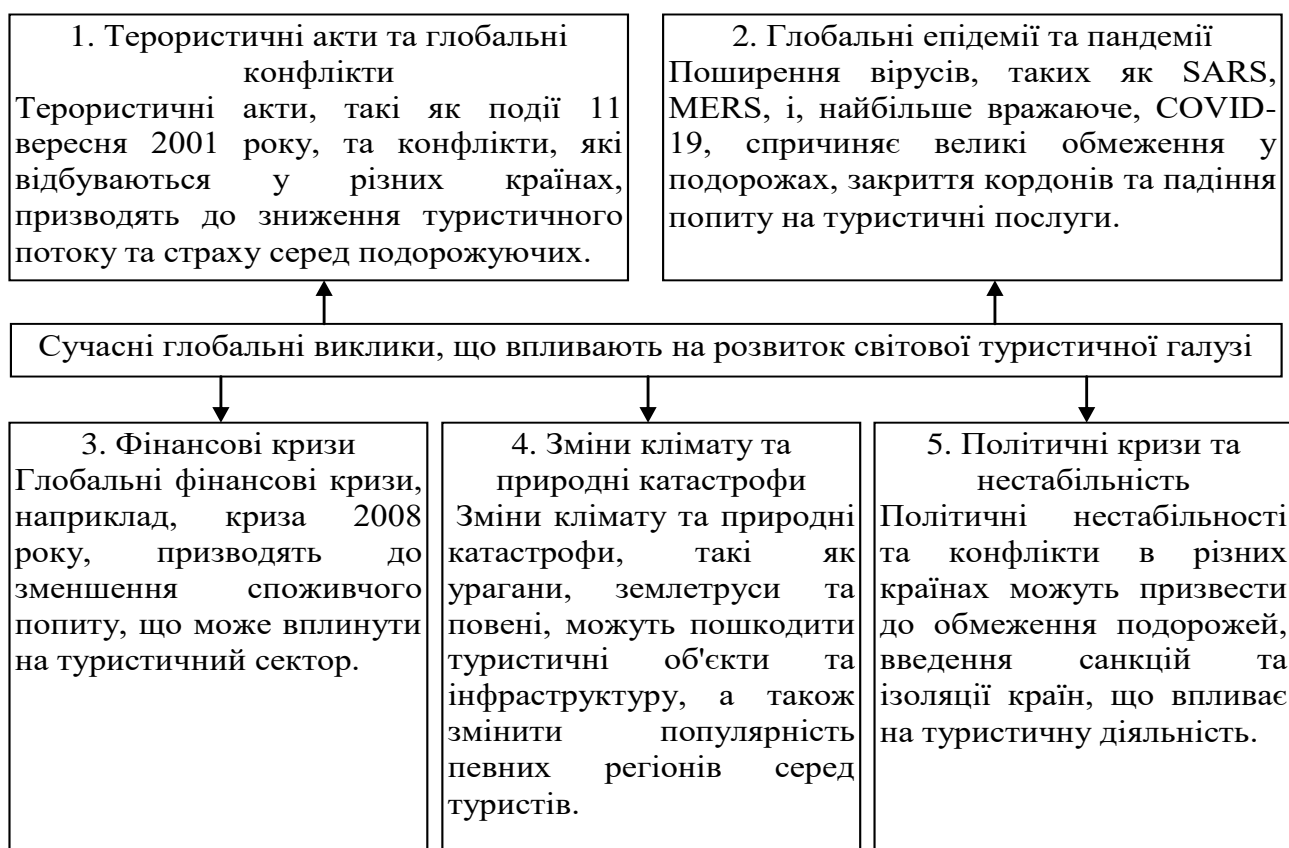 1. Терористичні акти та глобальні
конфлікти
Терористичні акти, такі як події 11
вересня 2001 року, та конфлікти, які
відбуваються у різних країнах,
призводять до зниження туристичного
потоку та страху серед подорожуючих.
2. Глобальні епідемії та пандемії
Поширення вірусів, таких як SARS,
MERS, і, найбільше вражаюче, COVID-
19, спричиняє великі обмеження у
подорожах, закриття кордонів та падіння
попиту на туристичні послуги.
Сучасні глобальні виклики, що впливають на розвиток світової туристичної галузі
3. Фінансові кризи
Глобальні фінансові кризи,
наприклад, криза 2008
року, призводять до
зменшення споживчого
попиту, що може вплинути
на туристичний сектор.
4. Зміни клімату та
природні катастрофи
Зміни клімату та природні
катастрофи, такі як
урагани, землетруси та
повені, можуть пошкодити
туристичні об'єкти та
інфраструктуру, а також
змінити популярність
певних регіонів серед
туристів.
5. Політичні кризи та
нестабільність
Політичні нестабільності
та конфлікти в різних
країнах можуть призвести
до обмеження подорожей,
введення санкцій та
ізоляції країн, що впливає
на туристичну діяльність.